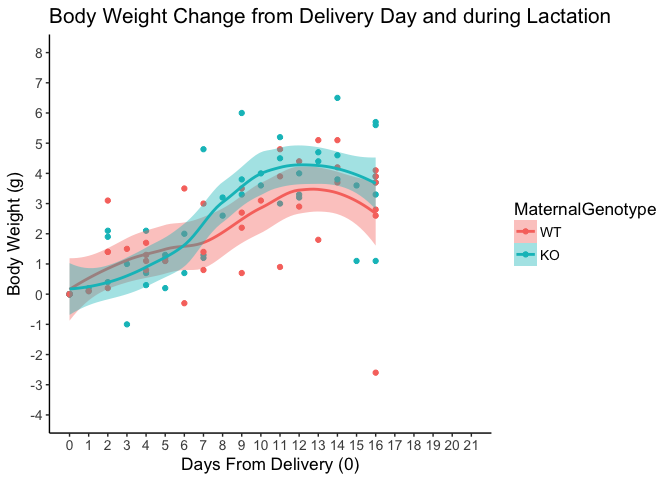 Body Weight Change from Delivery Day and during Lactation
8
7
6
5
4
3
2
1
0
-1
-2
-3
-4
Body Weight (g)
0 1 2 3 4 5 6 7 8 9 10 11 12 13 14 15 16 17 18 19 20 21
Days From Delivery (0)
MaternalGenotype
WT
KO